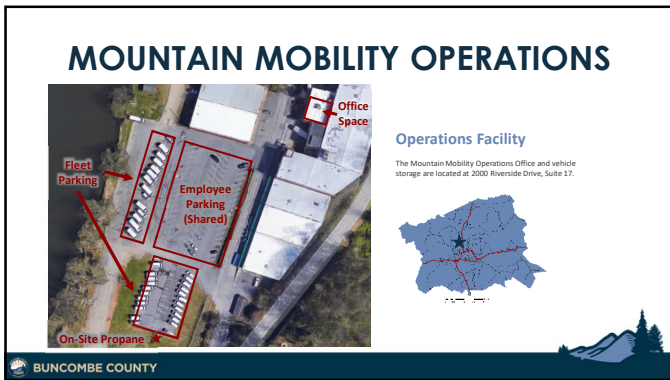 MOUNTAIN MOBILITY OPERATIONS
Office
Space
Fleet
Parking
Employee
Parking
(Shared)
On-Site Propane
Operations Facility
The Mountain Mobility Operations Office and vehicle
storage are located at 2000 Riverside Drive, Suite 17.
BUNCOMBE COUNTY